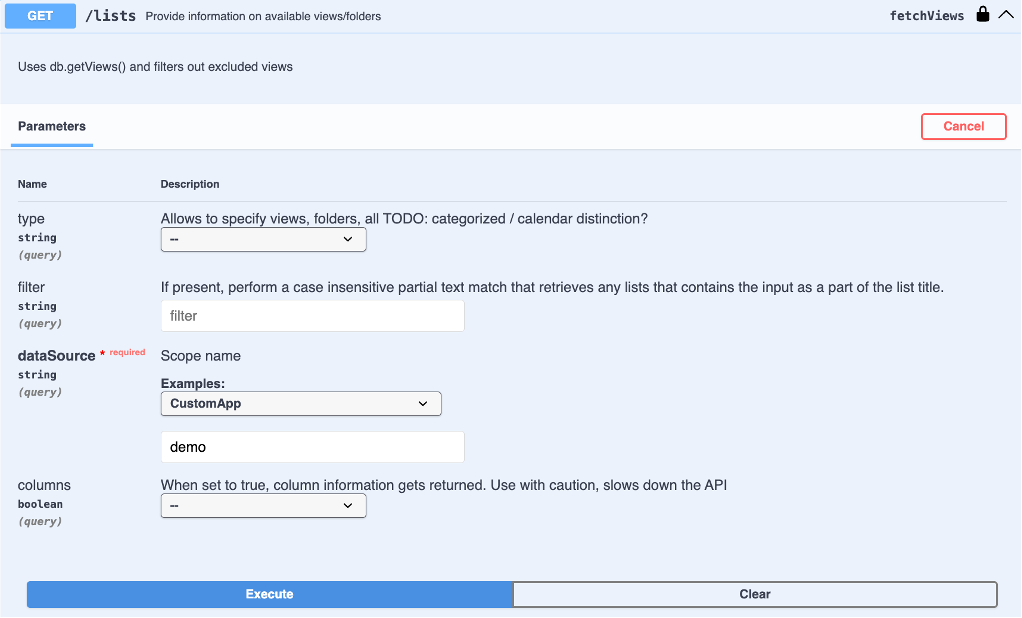 GET /lists Provide information on available views/folders fetchViews
Uses db.getViews() and filters out excluded views
Parameters Cancel
Name Description
type Allows to specify views, folders, all TODO: categorized / calendar distinction?
string --
(query)
filter If present, perform a case insensitive partial text match that retrieves any lists that contains the input as a part of the list title.
string filter
(query)
dataSource * required Scope name
string
(query) Examples:
CustomApp
demo
columns When set to true, column information gets returned. Use with caution, slows down the API
boolean --
(query)
Execute Clear